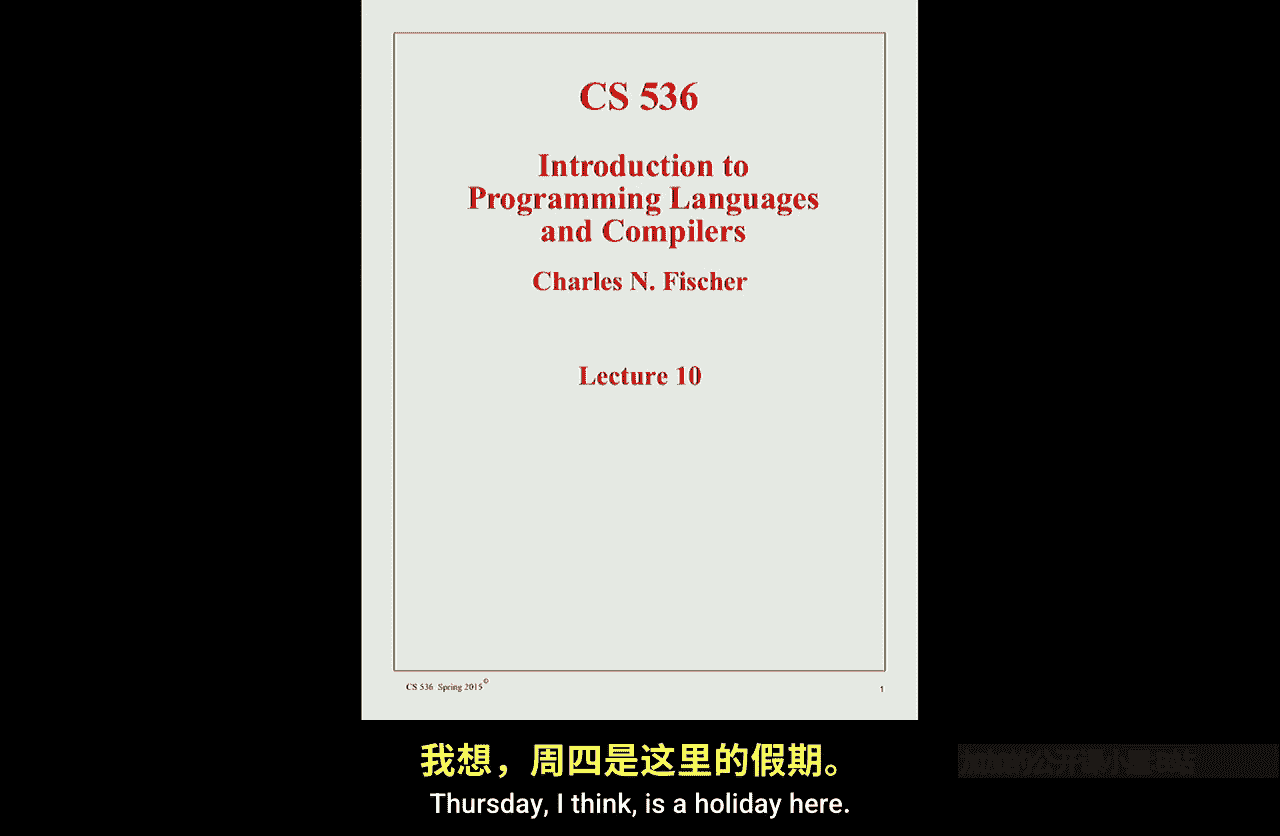 CS 536
Introduction to
Programming Languages
and Compilers
Charles N. Fischer
Lecture 10
CS 536 Spring 2015©
1
我想，周四是这里的假期。
Thursday, I think, is a holiday here.